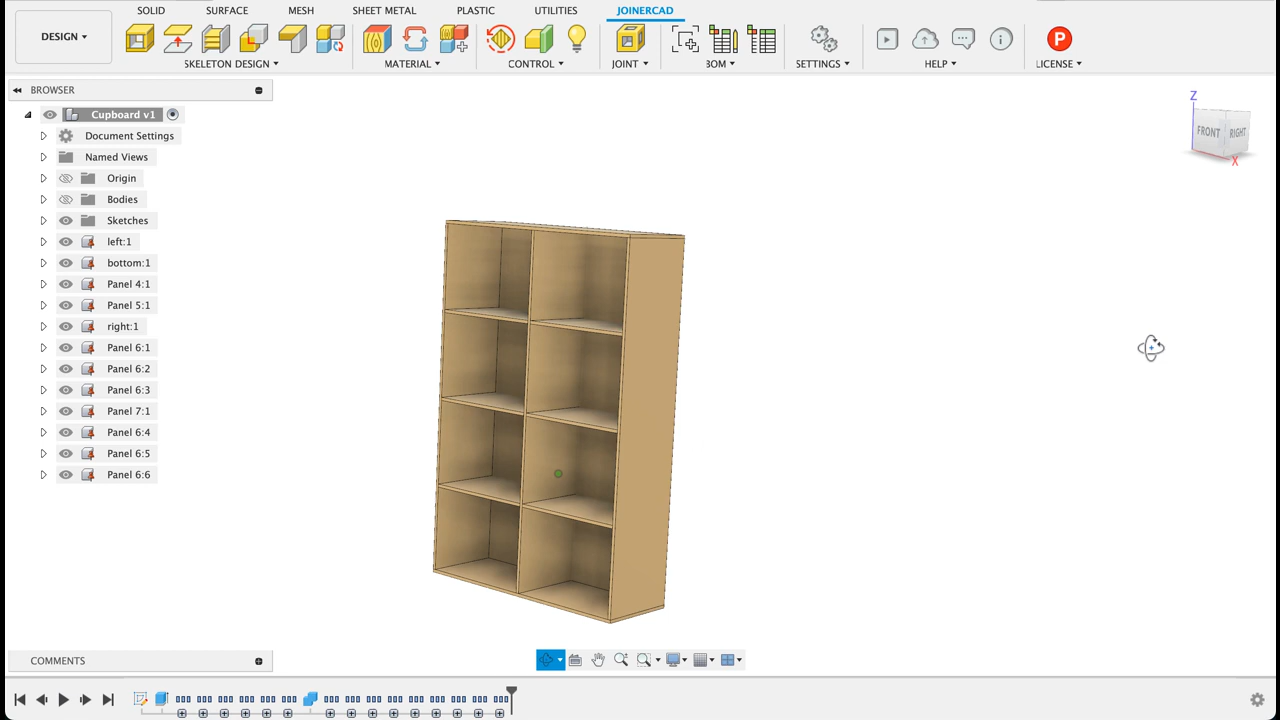 SOLID SURFACE MESH SHEET METAL PLASTIC UTILITIES JOINERCAD
DESIGN
SKELETON DESIGN MATERIAL CONTROL JOINT BOM SETTINGS HELP LICENSE
BROWSER
Cupboard v1
Document Settings
Named Views
Origin
Bodies
Sketches
left:1
bottom:1
Panel 4:1
Panel 5:1
right:1
Panel 6:1
Panel 6:2
Panel 6:3
Panel 7:1
Panel 6:4
Panel 6:5
Panel 6:6
Z
FRONT RIGHT
X
COMMENTS